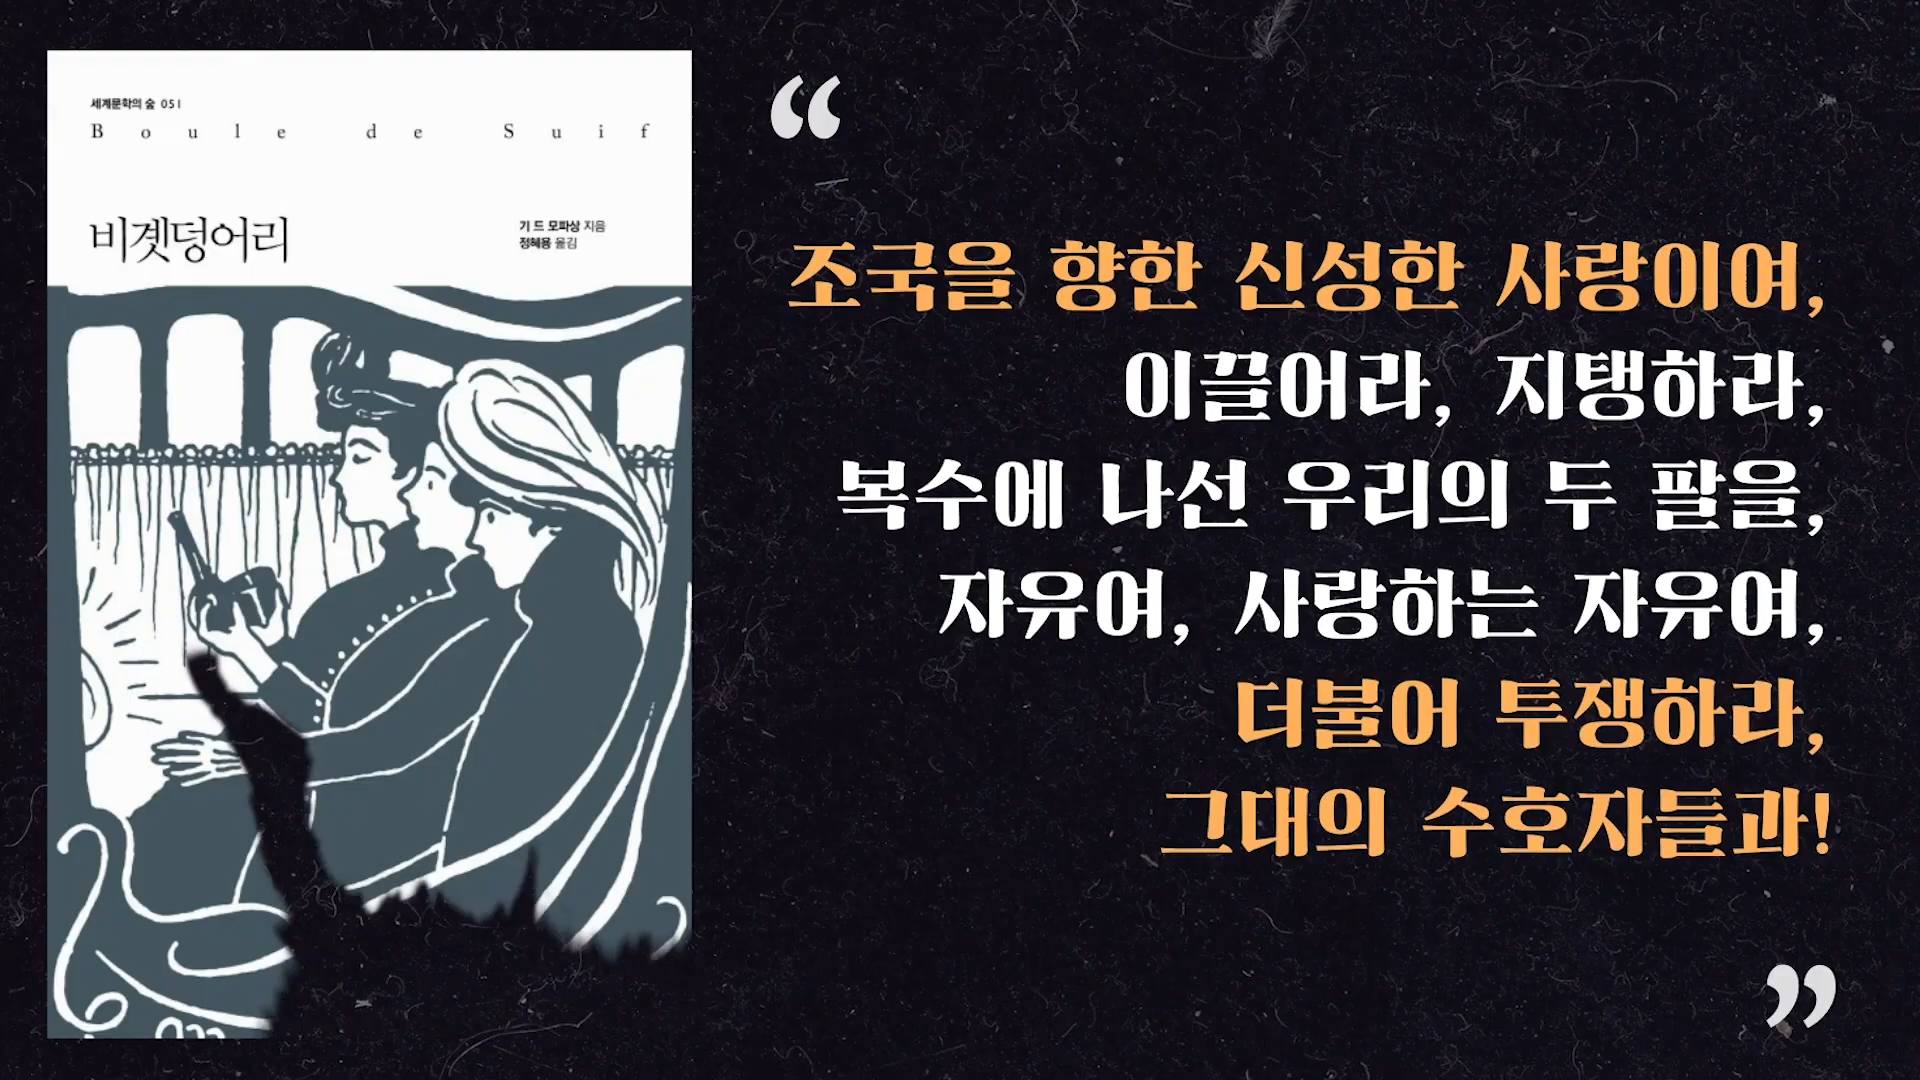 세계문학의 숲 051
Boule de Suif
비곗덩어리
기 드 모파상 지음
정혜용 옮김
“
조국을 향한 신성한 사랑이여,
이끌어라, 지탱하라,
복수에 나선 우리의 두 팔을,
자유여, 사랑하는 자유여,
더불어 투쟁하라,
그대의 수호자들과!
”